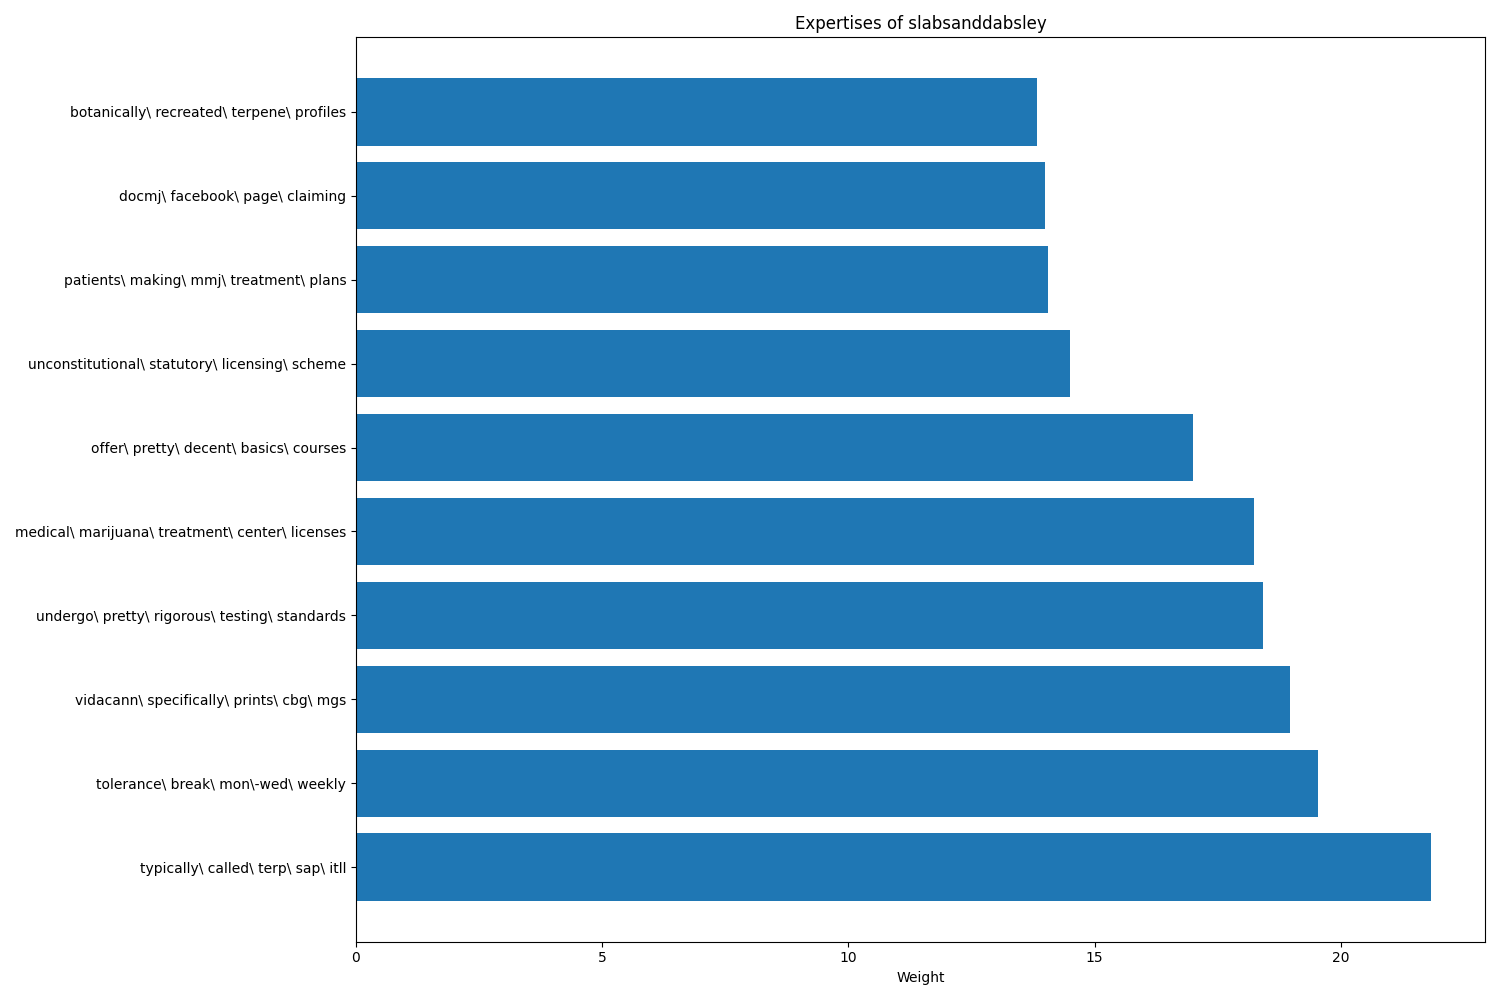 Expertises of slabsanddabsley
botanically\ recreated\ terpene\ profiles
docmj\ facebook\ page\ claiming
patients\ making\ mmj\ treatment\ plans
unconstitutional\ statutory\ licensing\ scheme
offer\ pretty\ decent\ basics\ courses
medical\ marijuana\ treatment\ center\ licenses
undergo\ pretty\ rigorous\ testing\ standards
vidacann\ specifically\ prints\ cbg\ mgs
tolerance\ break\ mon\-wed\ weekly
typically\ called\ terp\ sap\ itll
0 5 10 15 20
Weight